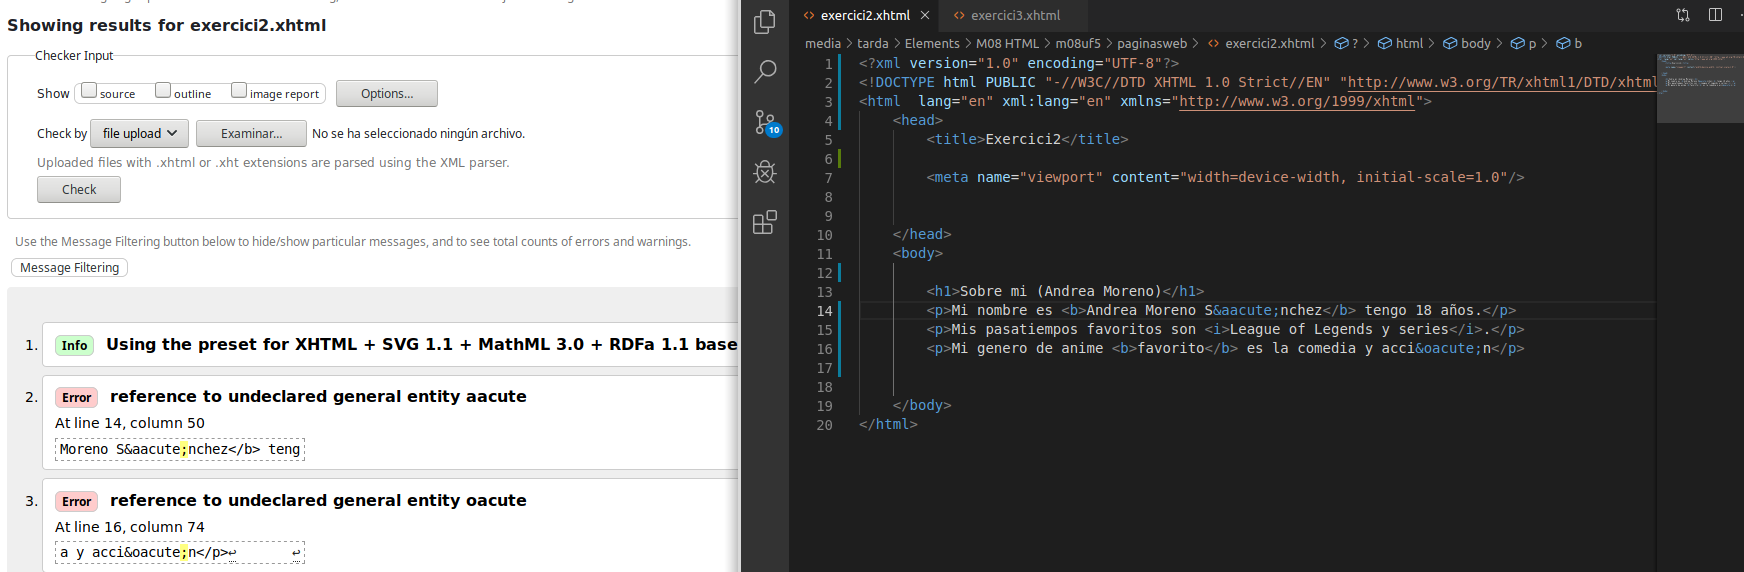 Showing results for exercici2.xhtml
Checker Input
Show source outline image report Options...
Check by file upload Examinar... No se ha seleccionado ningún archivo.
Uploaded files with .xhtml or .xht extensions are parsed using the XML parser.
Check
Use the Message Filtering button below to hide/show particular messages, and to see total counts of errors and warnings.
Message Filtering
1. Info Using the preset for XHTML + SVG 1.1 + MathML 3.0 + RDFa 1.1 base
2. Error reference to undeclared general entity aacute
At line 14, column 50
Moreno S&aacute;nchez</b> teng
3. Error reference to undeclared general entity oacute
At line 16, column 74
a y acci&oacute;n</p>↩ ↩
10
exercici2.xhtml × exercici3.xhtml
media > tarda > Elements > M08 HTML > m08uf5 > paginasweb > exercici2.xhtml > ? > html > body > p > b
1 <?xml version="1.0" encoding="UTF-8"?>
2 <!DOCTYPE html PUBLIC "-//W3C//DTD XHTML 1.0 Strict//EN" "http://www.w3.org/TR/xhtml1/DTD/xhtml
3 <html  lang="en" xml:lang="en" xmlns="http://www.w3.org/1999/xhtml">
4 <head>
5 <title>Exercici2</title>
6
7 <meta name="viewport" content="width=device-width, initial-scale=1.0"/>
8
9
10 </head>
11 <body>
12
13 <h1>Sobre mi (Andrea Moreno)</h1>
14 <p>Mi nombre es <b>Andrea Moreno S&aacute;nchez</b> tengo 18 años.</p>
15 <p>Mis pasatiempos favoritos son <i>League of Legends y series</i>.</p>
16 <p>Mi genero de anime <b>favorito</b> es la comedia y acci&oacute;n</p>
17
18
19 </body>
20 </html>